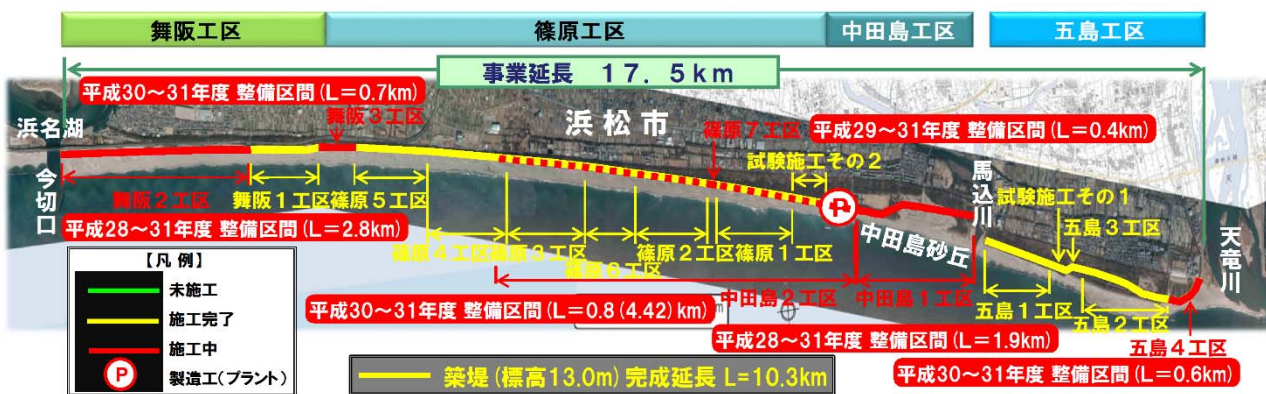 舞阪工区
篠原工区
中田島工区
五島工区
事業延長 17.5km
平成30～31年度 整備区間(L=0.7km)
舞阪3工区
浜名湖
浜松市
篠原7工区
平成29～31年度 整備区間(L=0.4km)
試験施工その2
今切口
舞阪2工区
舞阪1工区
篠原5工区
馬込川
試験施工その1
五島3工区
天竜川
平成28～31年度 整備区間(L=2.8km)
篠原4工区
篠原3工区
篠原6工区
篠原2工区
篠原1工区
P
中田島砂丘
中田島2工区
中田島1工区
五島1工区
五島2工区
五島4工区
平成30～31年度 整備区間(L=0.8(4.42)km)
平成28～31年度 整備区間(L=1.9km)
平成30～31年度 整備区間(L=0.6km)
【凡 例】
未施工
施工完了
施工中
P 製造工(プラント)
築堤(標高13.0m)完成延長 L=10.3km